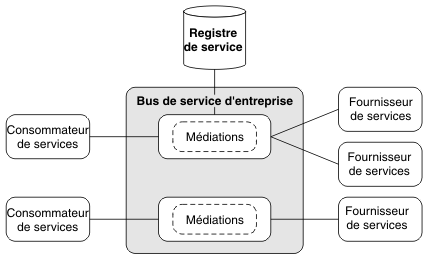 Registre
de service
Bus de service d'entreprise
Consommateur
de services
Médiations
Fournisseur
de services
Fournisseur
de services
Consommateur
de services
Médiations
Fournisseur
de services